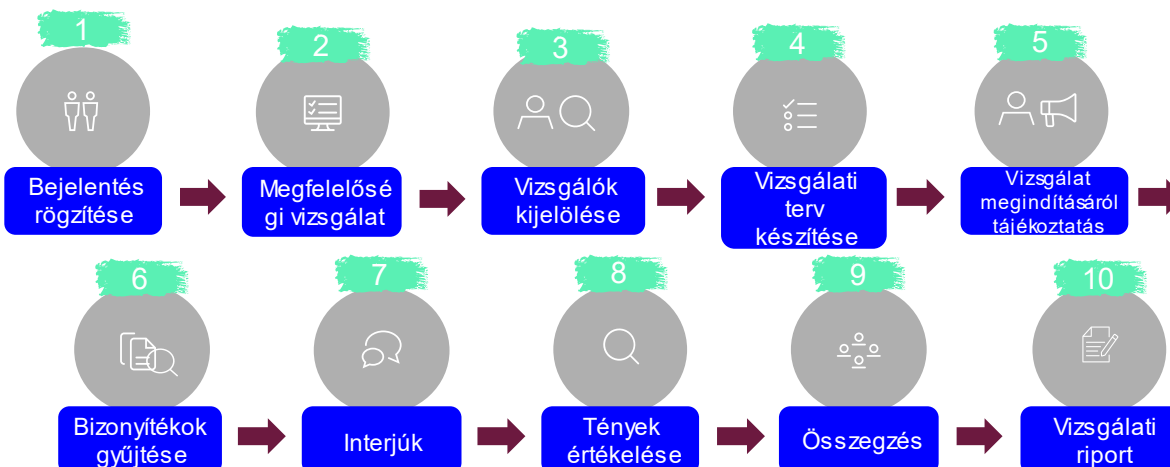 1
Bejelentés
rögzítése
2
Megfelelősé
gi vizsgálat
3
Vizsgálók
kijelölése
4
Vizsgálati
terv
készítése
5
Vizsgálat
megindításáról
tájékoztatás
6
Bizonyítékok
gyűjtése
7
Interjúk
8
Tények
értékelése
9
Összegzés
10
Vizsgálati
riport